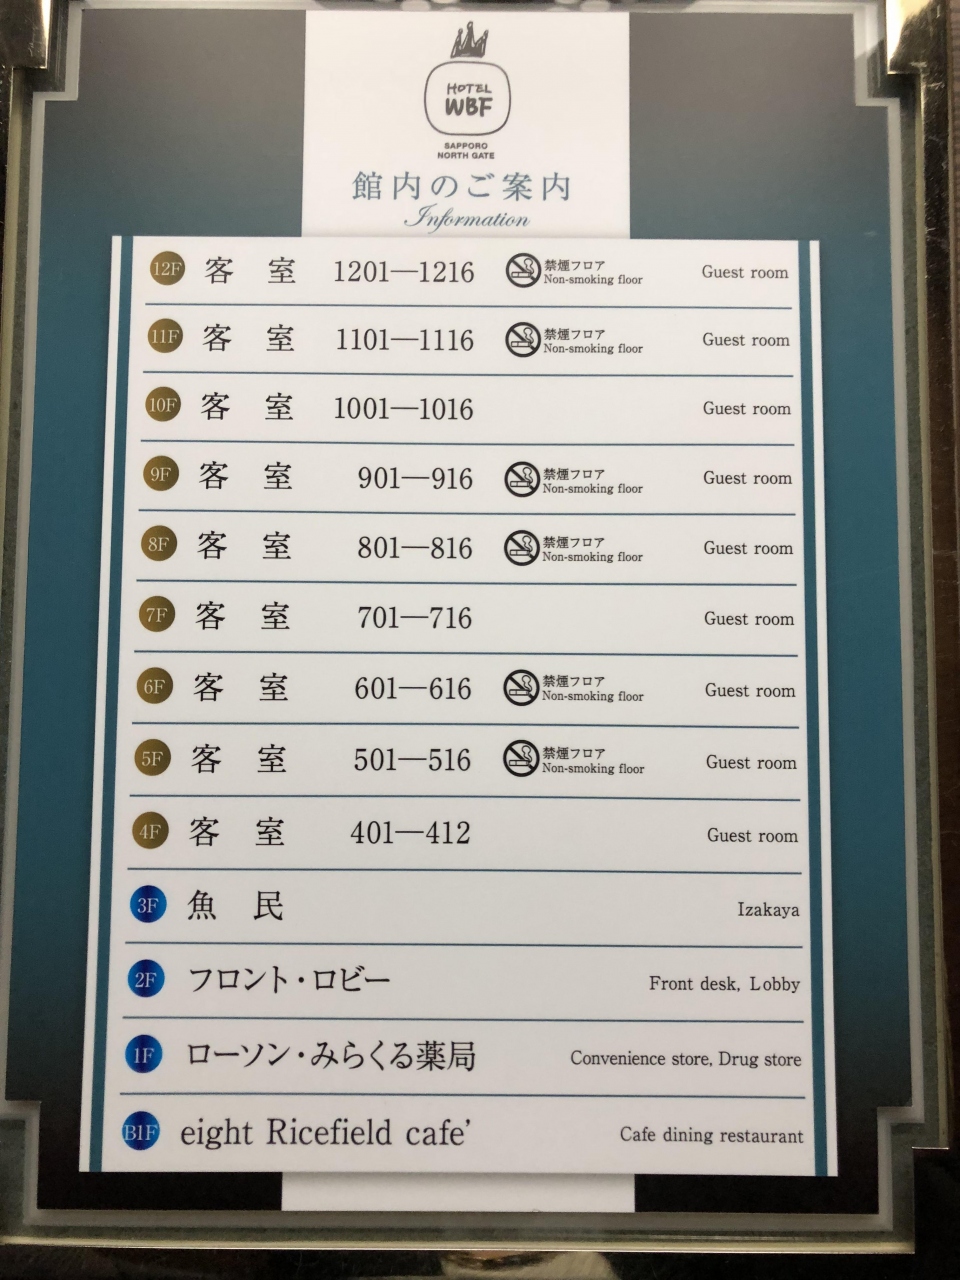 HOTEL
WBF
SAPPORO
NORTH GATE
館内のご案内
Information
12F 客 室 1201—1216 禁煙フロア Non-smoking floor Guest room
11F 客 室 1101—1116 禁煙フロア Non-smoking floor Guest room
10F 客 室 1001—1016 Guest room
9F 客 室 901—916 禁煙フロア Non-smoking floor Guest room
8F 客 室 801—816 禁煙フロア Non-smoking floor Guest room
7F 客 室 701—716 Guest room
6F 客 室 601—616 禁煙フロア Non-smoking floor Guest room
5F 客 室 501—516 禁煙フロア Non-smoking floor Guest room
4F 客 室 401—412 Guest room
3F 魚 民 Izakaya
2F フロント・ロビー Front desk, Lobby
1F ローソン・みらくる薬局 Convenience store, Drug store
B1F eight Ricefield cafe’ Cafe dining restaurant